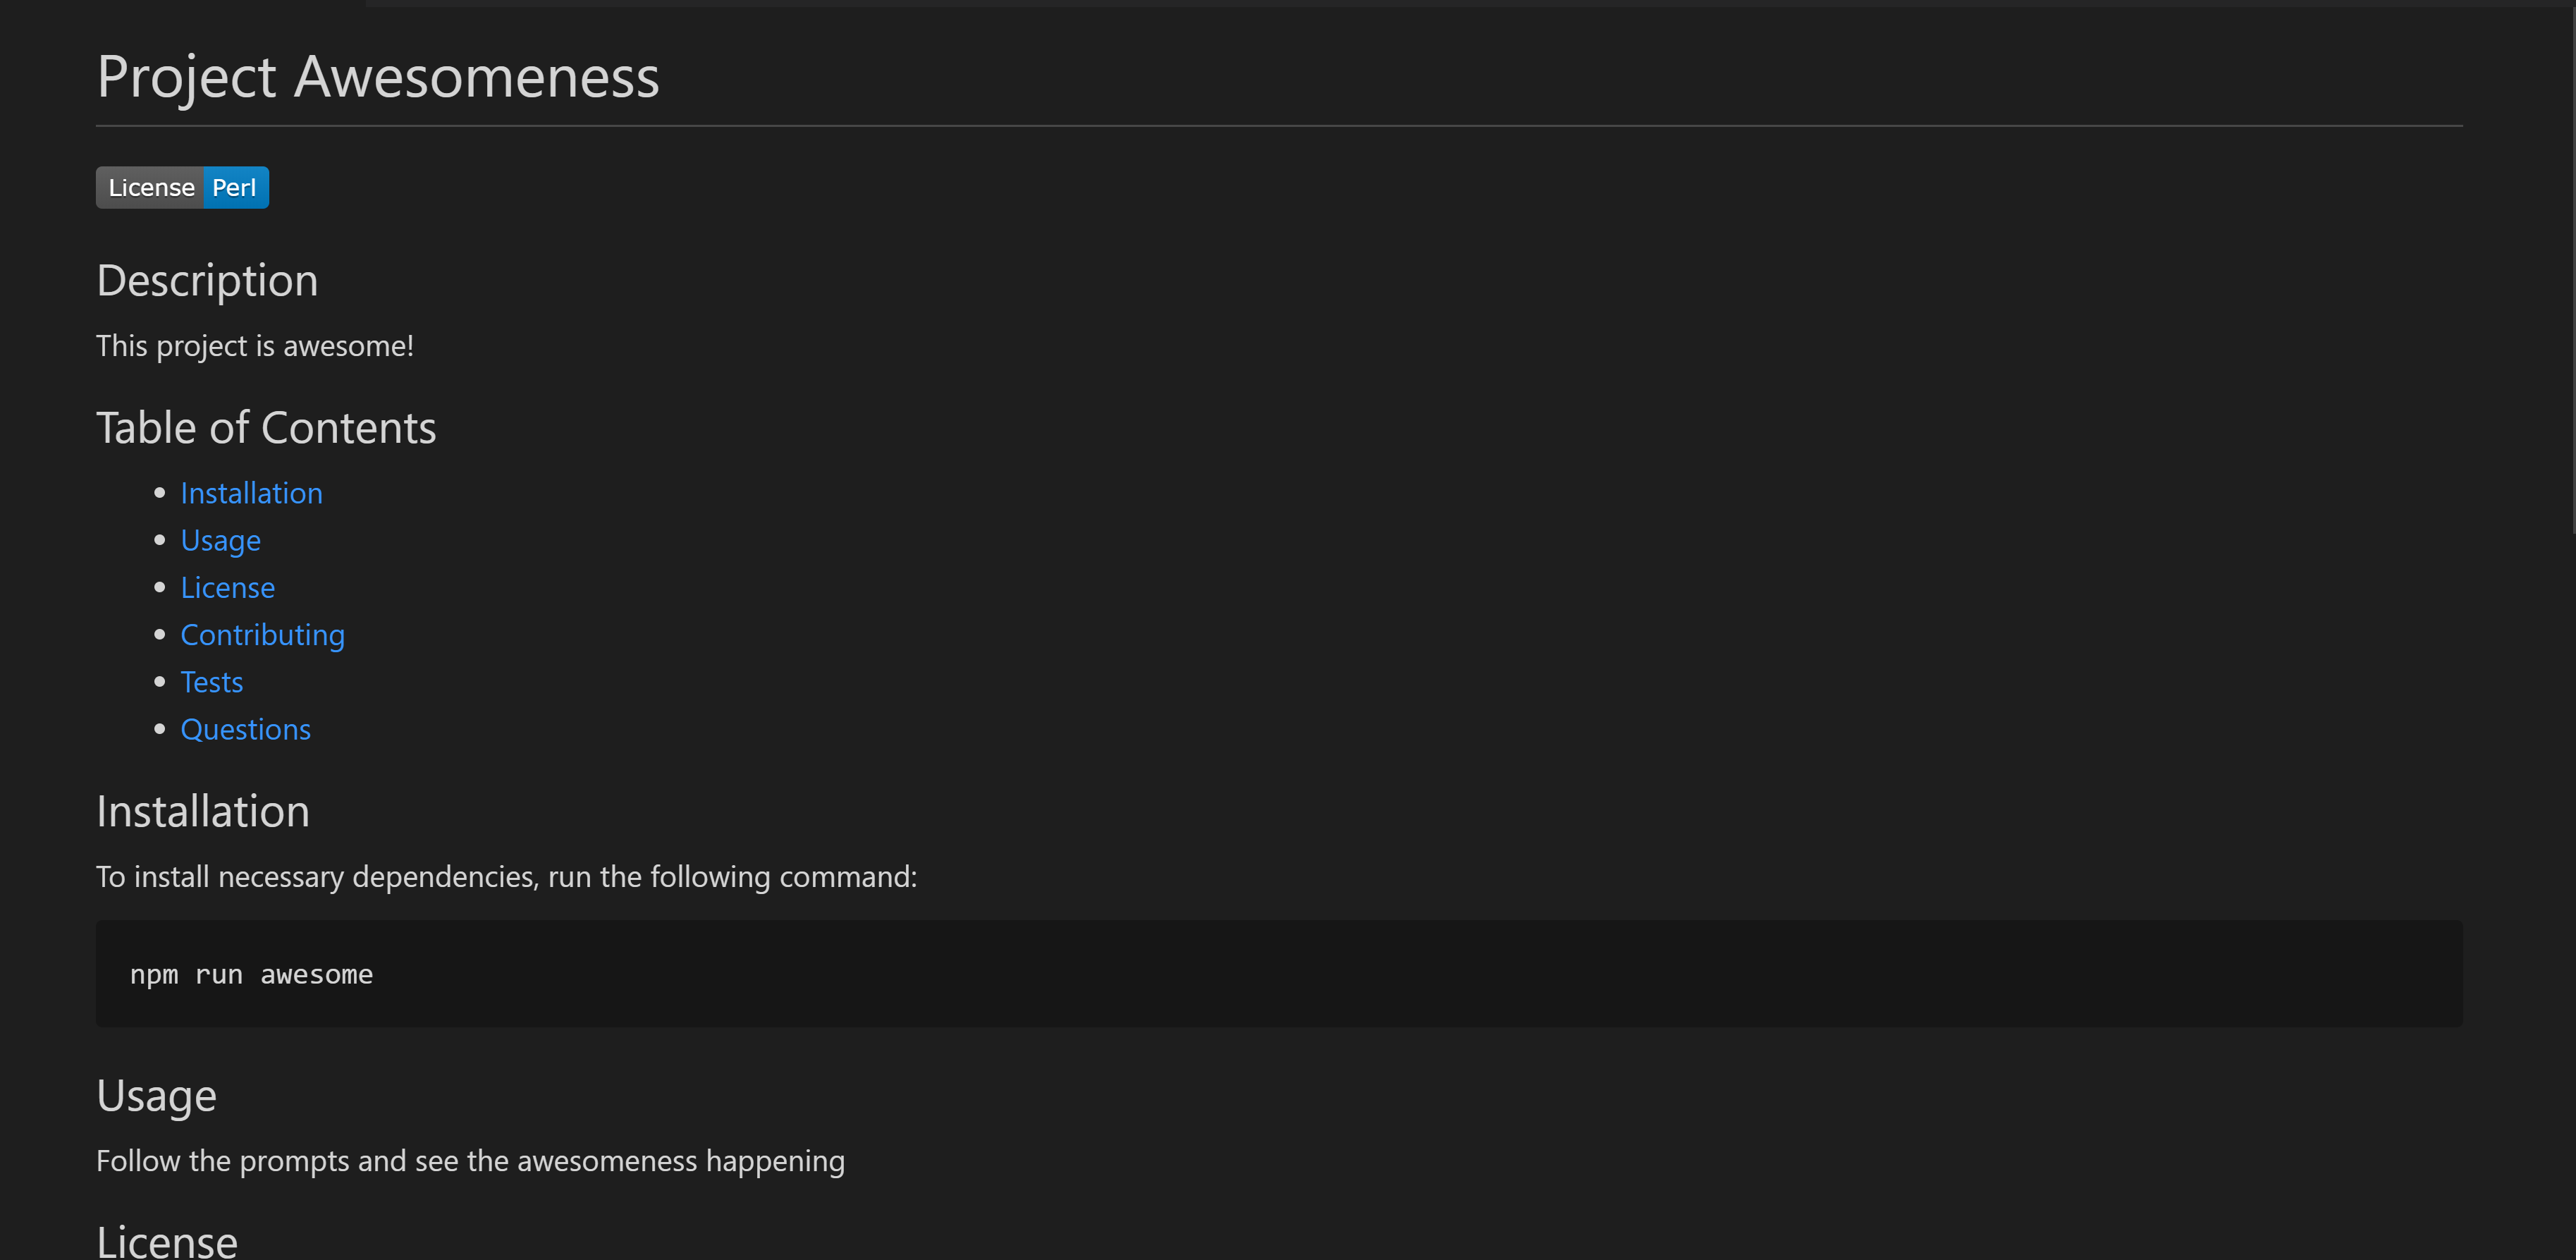 Project Awesomeness
License Perl
Description
This project is awesome!
Table of Contents
Installation
Usage
License
Contributing
Tests
Questions
Installation
To install necessary dependencies, run the following command:
npm run awesome
Usage
Follow the prompts and see the awesomeness happening
License